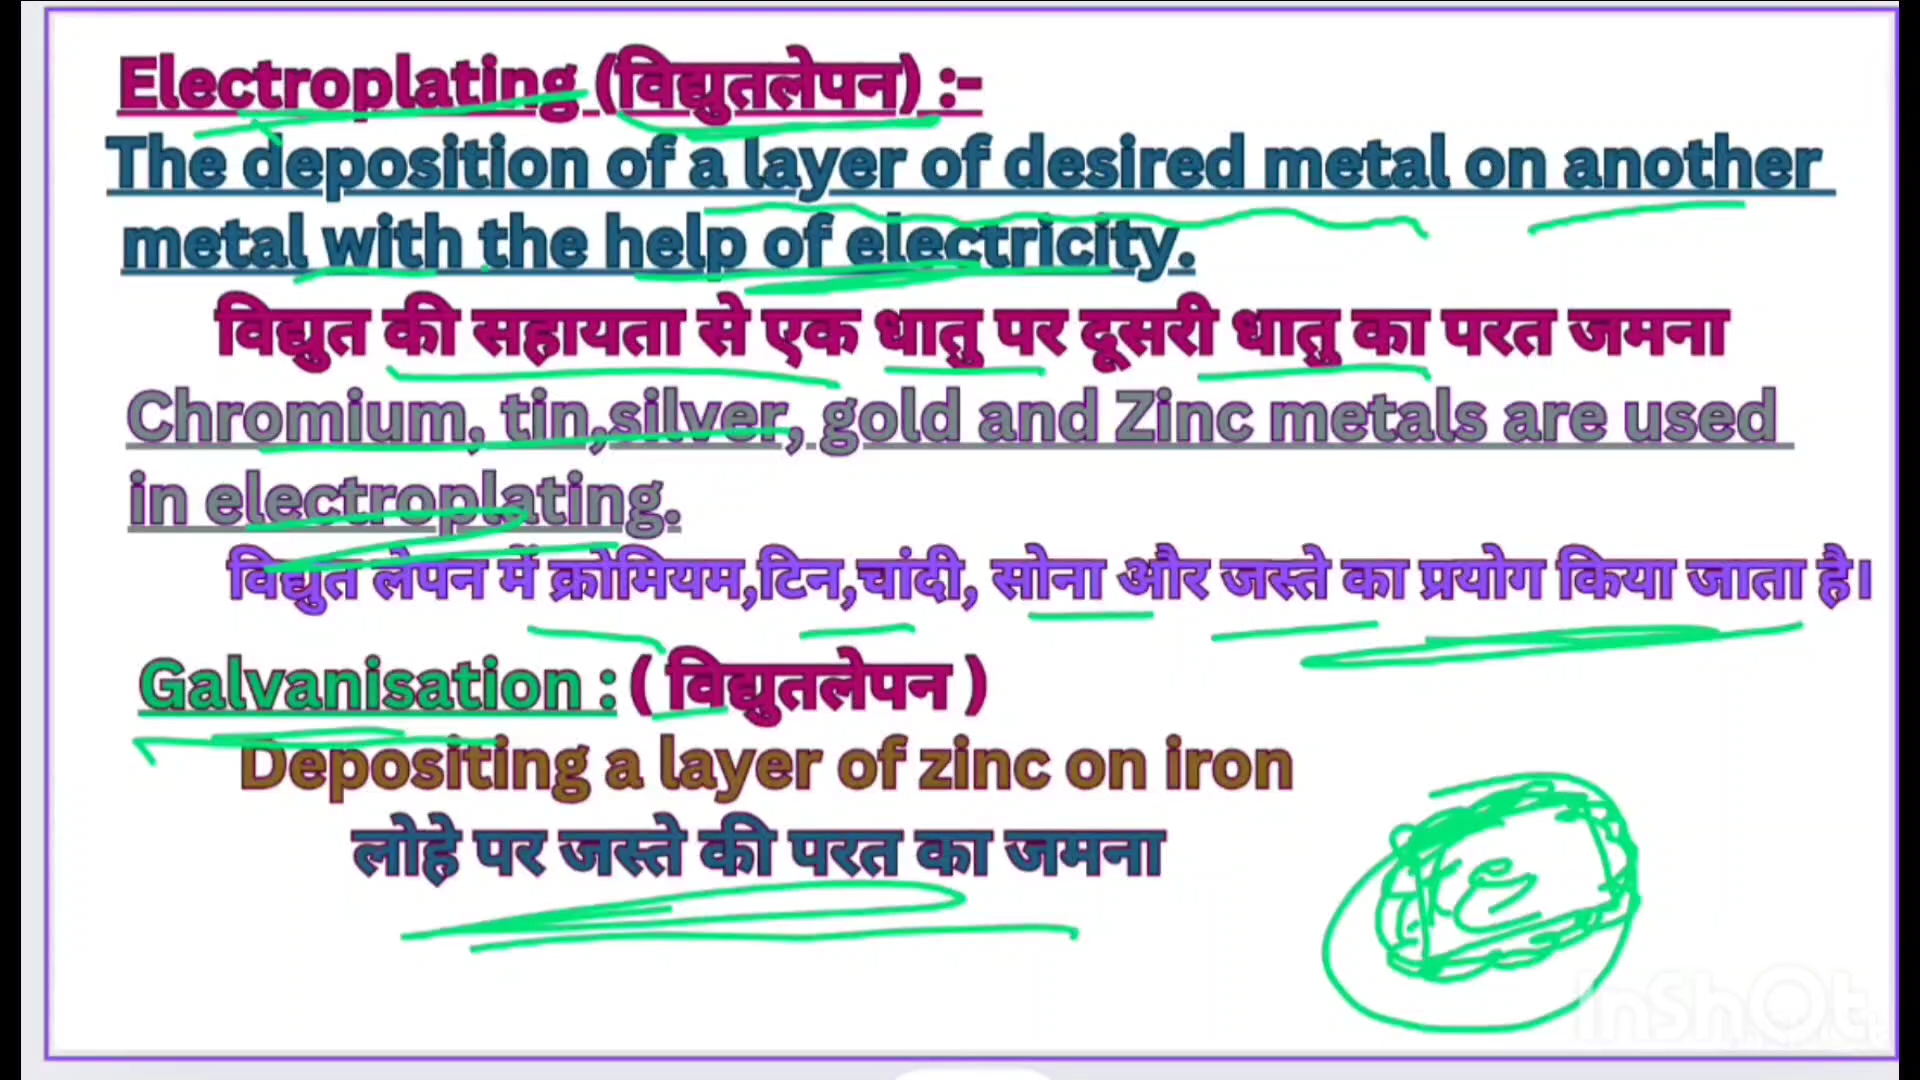 Electroplating (विद्युतलेपन) :-
The deposition of a layer of desired metal on another
metal with the help of electricity.
विद्युत की सहायता से एक धातु पर दूसरी धातु का परत जमना
Chromium, tin,silver, gold and Zinc metals are used
in electroplating.
विद्युत लेपन में क्रोमियम,टिन,चांदी, सोना और जस्ते का प्रयोग किया जाता है।
Galvanisation : ( विद्युतलेपन )
Depositing a layer of zinc on iron
लोहे पर जस्ते की परत का जमना
InShOt